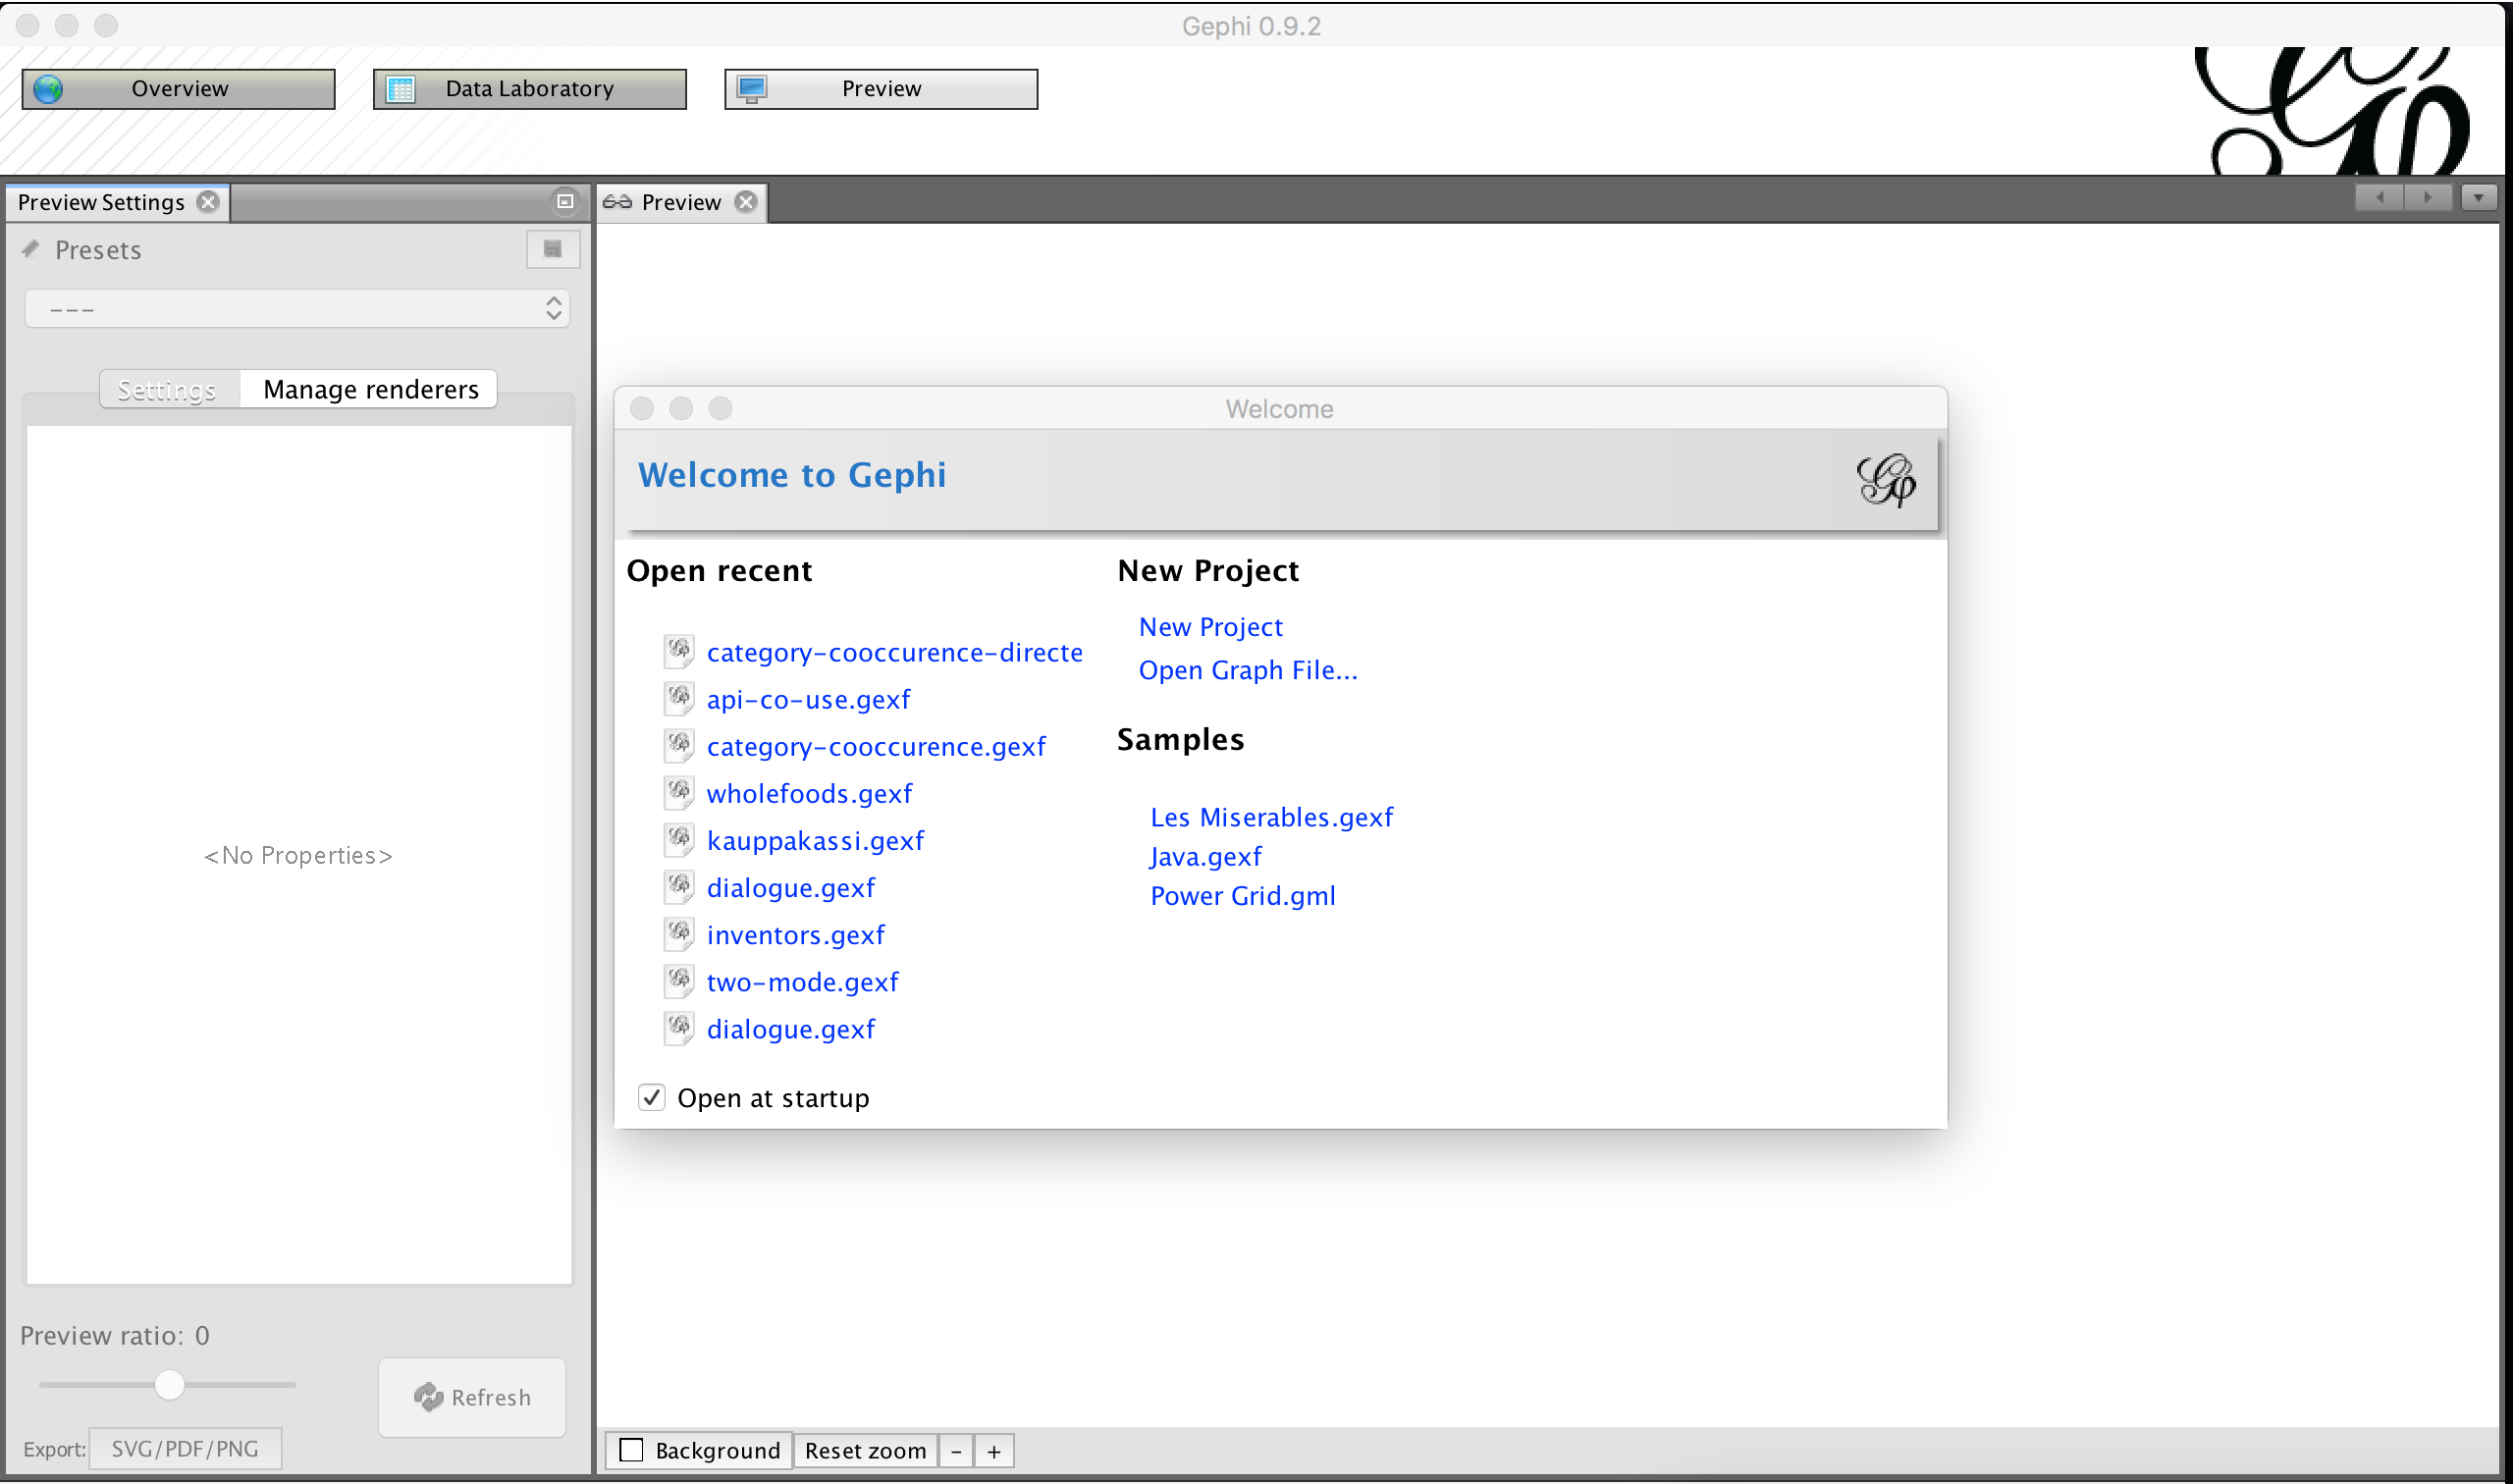 Gephi 0.9.2
Overview
Data Laboratory
Preview
Preview Settings
Preview
Presets
---
Settings
Manage renderers
<No Properties>
Preview ratio: 0
Refresh
Export:
SVG/PDF/PNG
Welcome
Welcome to Gephi
Open recent
category-cooccurence-directe
api-co-use.gexf
category-cooccurence.gexf
wholefoods.gexf
kauppakassi.gexf
dialogue.gexf
inventors.gexf
two-mode.gexf
dialogue.gexf
New Project
New Project
Open Graph File...
Samples
Les Miserables.gexf
Java.gexf
Power Grid.gml
Open at startup
Background
Reset zoom
-
+